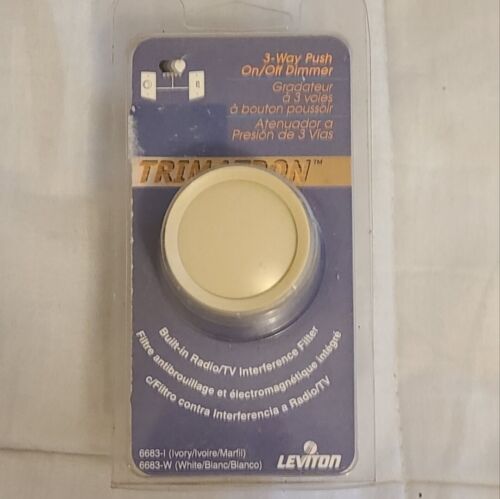 3-Way Push
On/Off Dimmer
Gradateur
à 3 voies
à bouton poussoir
Atenuador a
Presión de 3 Vias
TRIMATRON™
Built-in Radio/TV Interference Filter
Filtre antibrouillage et électromagnétique intégré
c/Filtro contra Interferencia a Radio/TV
6683-I (Ivory/Ivoire/Marfil)
6683-W (White/Blanc/Blanco)
LEVITON